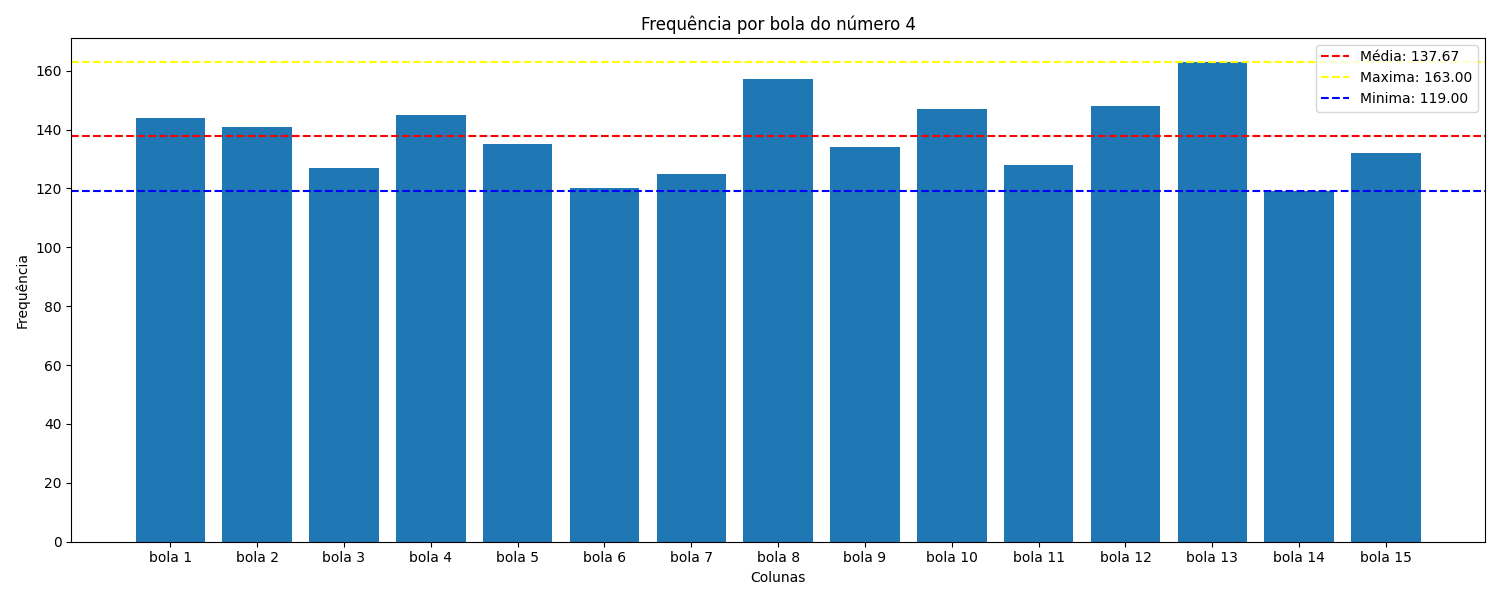 Frequência por bola do número 4
Média: 137.67
Maxima: 163.00
Minima: 119.00
Frequência
160
140
120
100
80
60
40
20
0
bola 1 bola 2 bola 3 bola 4 bola 5 bola 6 bola 7 bola 8 bola 9 bola 10 bola 11 bola 12 bola 13 bola 14 bola 15
Colunas